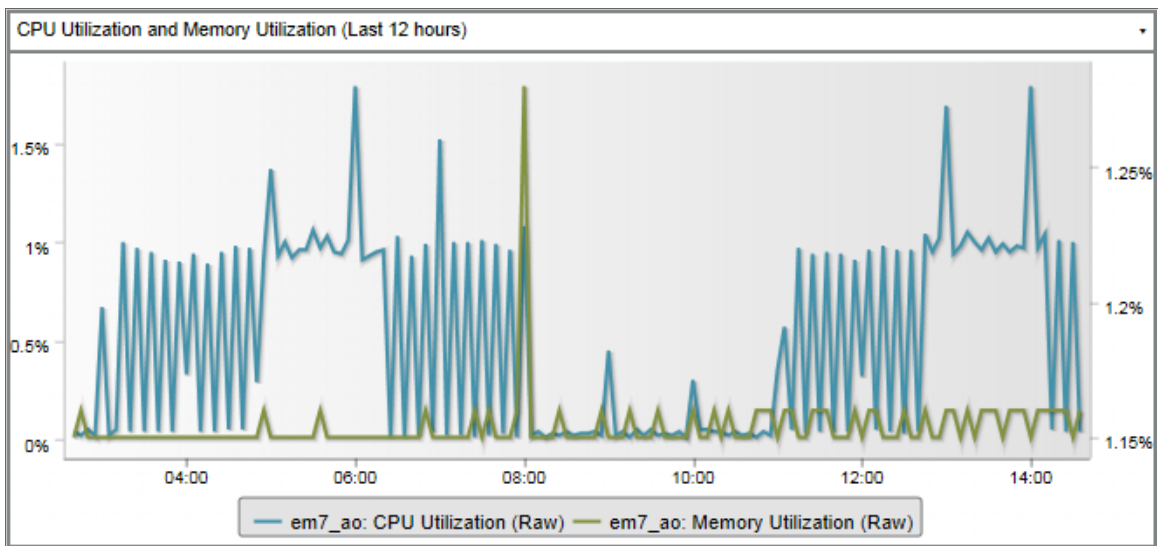 CPU Utilization and Memory Utilization (Last 12 hours)
1.5%
1%
0.5%
0%
1.25%
1.2%
1.15%
04:00 06:00 08:00 10:00 12:00 14:00
em7_ao: CPU Utilization (Raw) em7_ao: Memory Utilization (Raw)